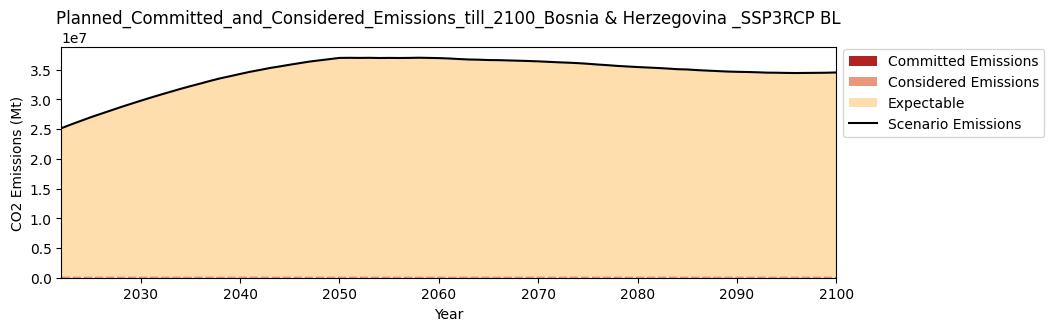 Planned_Committed_and_Considered_Emissions_till_2100_Bosnia & Herzegovina _SSP3RCP BL
1e7
3.5
3.0
2.5
2.0
1.5
1.0
0.5
0.0
CO2 Emissions (Mt)
2030 2040 2050 2060 2070 2080 2090 2100
Year
Committed Emissions
Considered Emissions
Expectable
Scenario Emissions